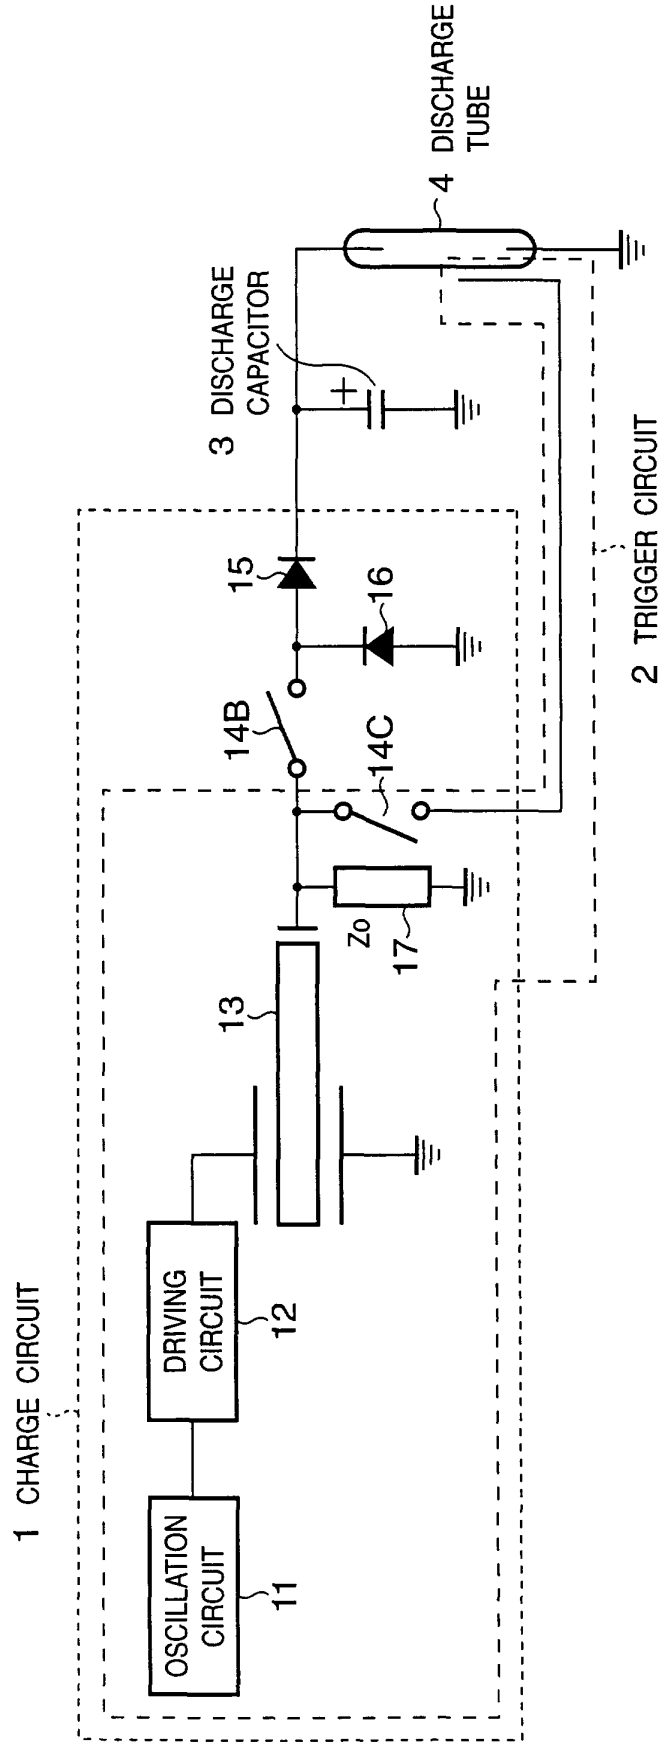 1 CHARGE CIRCUIT
OSCILLATION
CIRCUIT
11
DRIVING
CIRCUIT
12
13
Zo
17
14B
14C
15
16
3 DISCHARGE
CAPACITOR
+
4 DISCHARGE
TUBE
2 TRIGGER CIRCUIT